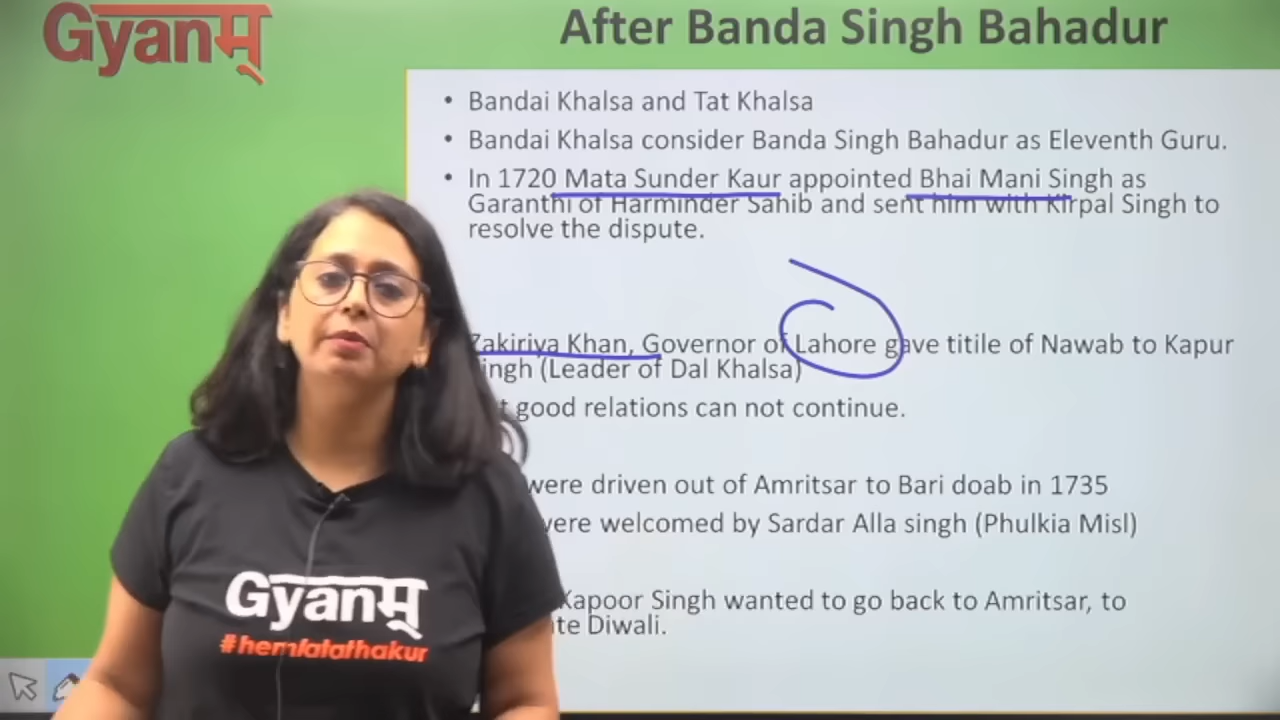 Gyanम्
After Banda Singh Bahadur
• Bandai Khalsa and Tat Khalsa
• Bandai Khalsa consider Banda Singh Bahadur as Eleventh Guru.
• In 1720 Mata Sunder Kaur appointed Bhai Mani Singh as
Garanthi of Harminder Sahib and sent him with Kirpal Singh to
resolve the dispute.
Zakiriya Khan, Governor of Lahore gave titile of Nawab to Kapur
ingh (Leader of Dal Khalsa)
t good relations can not continue.
were driven out of Amritsar to Bari doab in 1735
ere welcomed by Sardar Alla singh (Phulkia Misl)
Kapoor Singh wanted to go back to Amritsar, to
te Diwali.
Gyanम्
#hemlatathakur